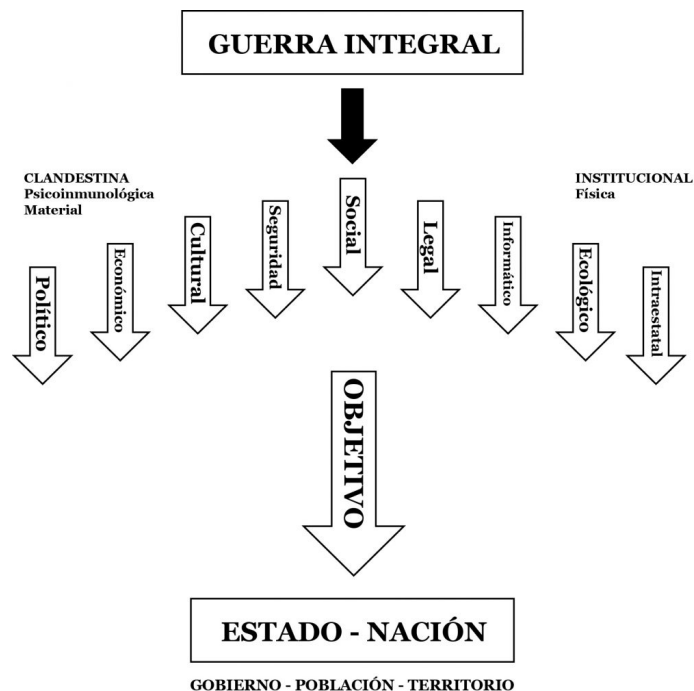 GUERRA INTEGRAL
CLANDESTINA
Psicoinmunológica
Material
INSTITUCIONAL
Física
Político
Económico
Cultural
Seguridad
Social
Legal
Informático
Ecológico
Intraestatal
OBJETIVO
ESTADO - NACIÓN
GOBIERNO - POBLACIÓN - TERRITORIO